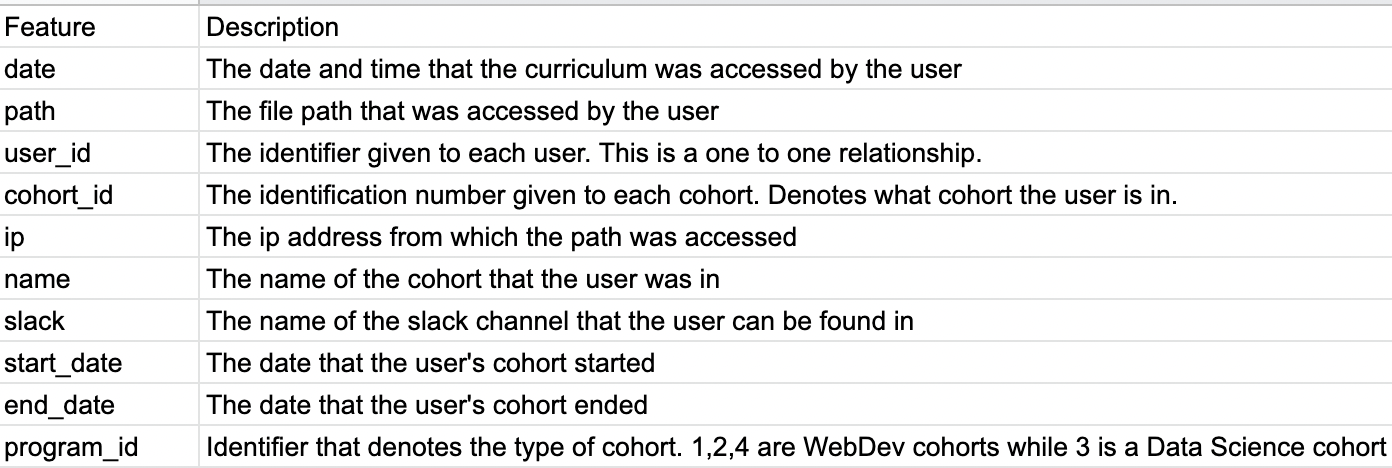 Feature Description
date The date and time that the curriculum was accessed by the user
path The file path that was accessed by the user
user_id The identifier given to each user. This is a one to one relationship.
cohort_id The identification number given to each cohort. Denotes what cohort the user is in.
ip The ip address from which the path was accessed
name The name of the cohort that the user was in
slack The name of the slack channel that the user can be found in
start_date The date that the user's cohort started
end_date The date that the user's cohort ended
program_id Identifier that denotes the type of cohort. 1,2,4 are WebDev cohorts while 3 is a Data Science cohort